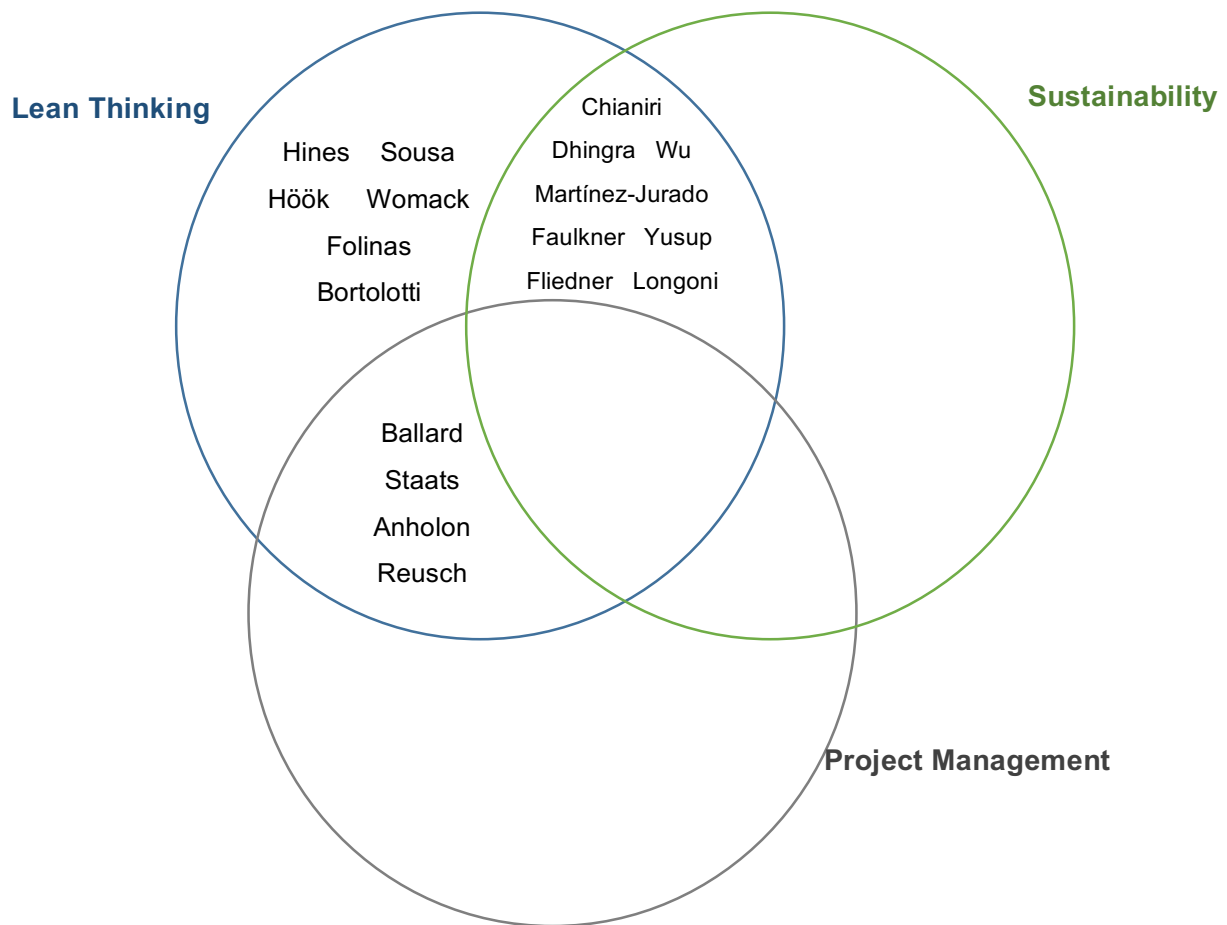 Lean Thinking
Sustainability
Hines Sousa
Höök Womack
Folinas
Bortolotti
Chianiri
Dhingra Wu
Martínez-Jurado
Faulkner Yusup
Fliedner Longoni
Ballard
Staats
Anholon
Reusch
Project Management